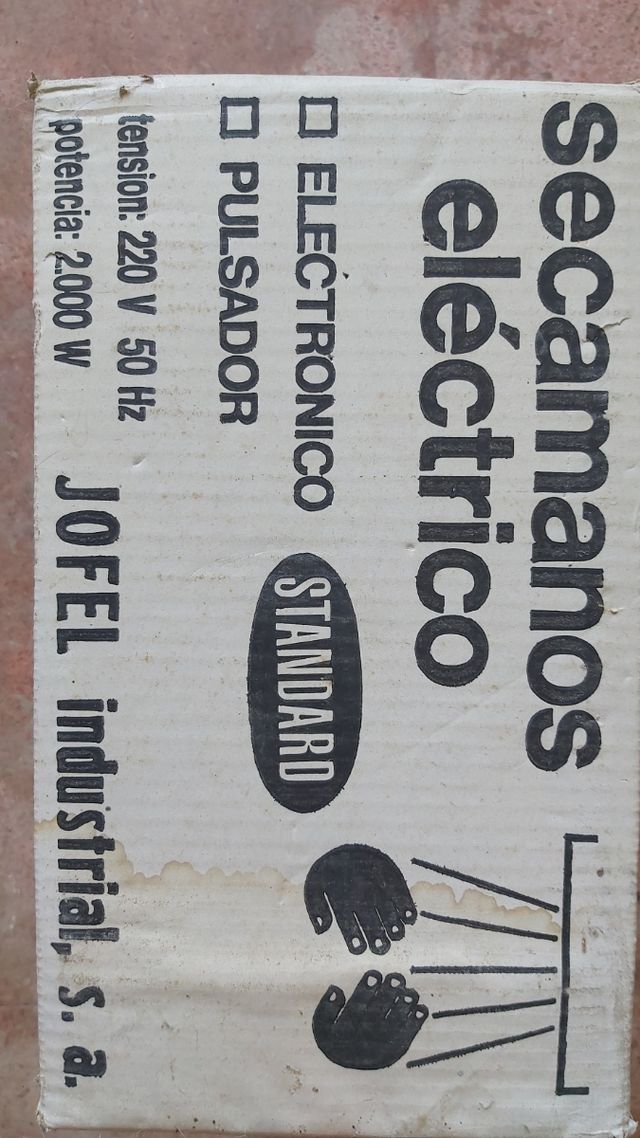 secamanos
eléctrico
☐ ELECTRONICO
☐ PULSADOR
STANDARD
tension: 220 V 50 Hz
potencia: 2.000 W
JOFEL industrial, s. a.